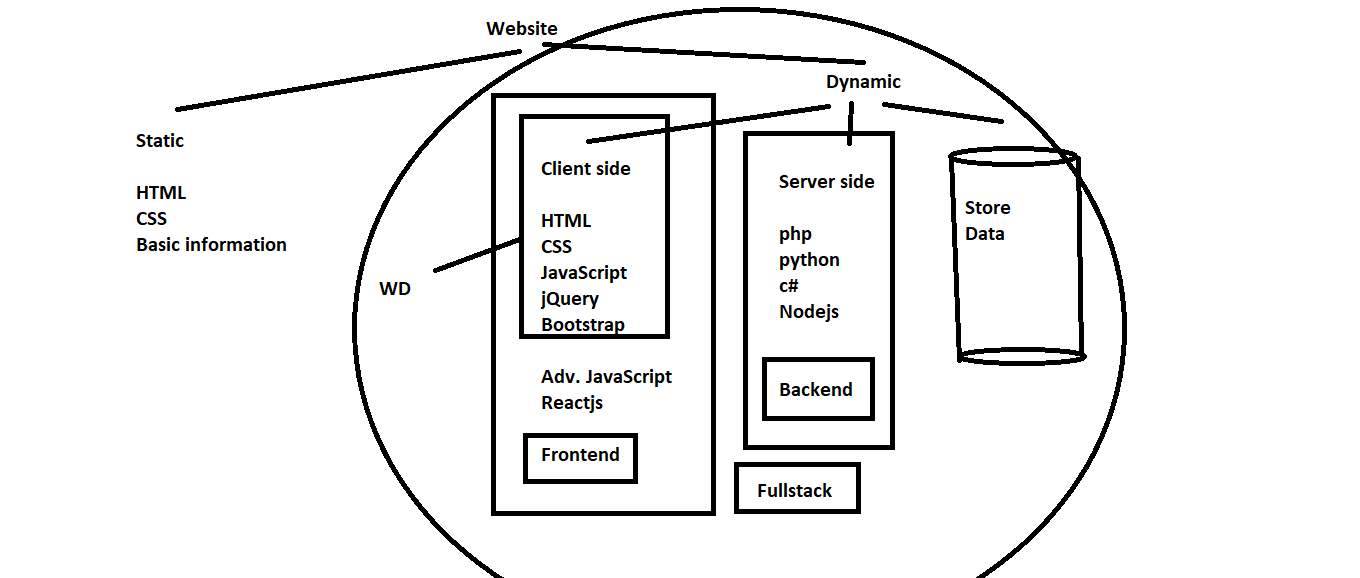 Website
Dynamic
Static
HTML
CSS
Basic information
WD
Client side
HTML
CSS
JavaScript
jQuery
Bootstrap
Adv. JavaScript
Reactjs
Frontend
Server side
php
python
c#
Nodejs
Backend
Fullstack
Store
Data